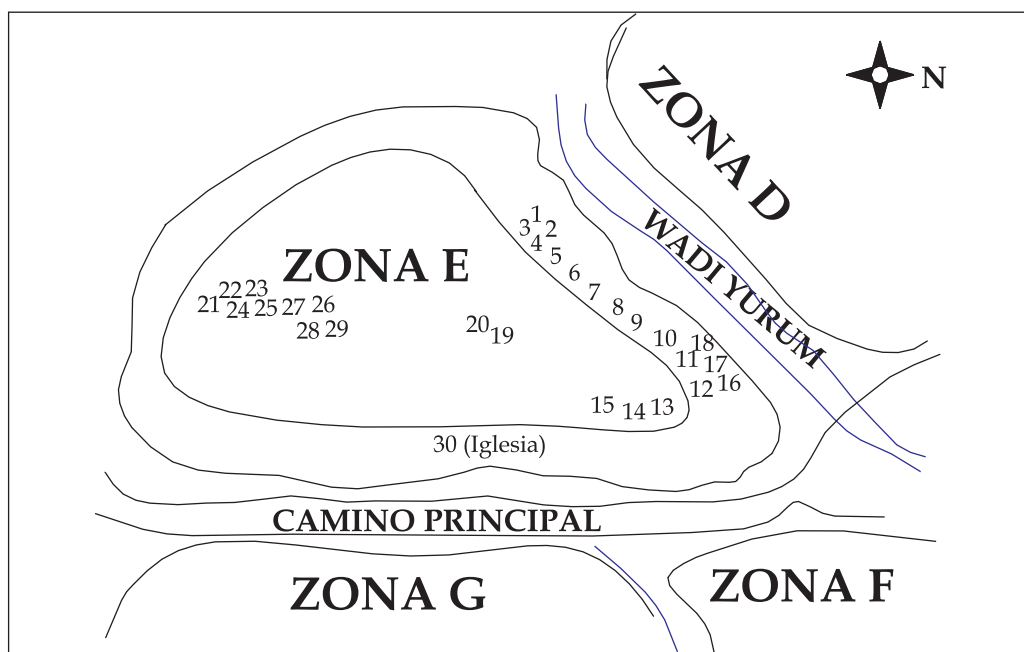 N
ZONA D
WADI YURUM
ZONA E
1
3 2
4
5
6
7
8
9
10 18
11 17
12 16
15 14 13
20
19
22 23
21 24 25 27 26
28 29
30 (Iglesia)
CAMINO PRINCIPAL
ZONA G
ZONA F